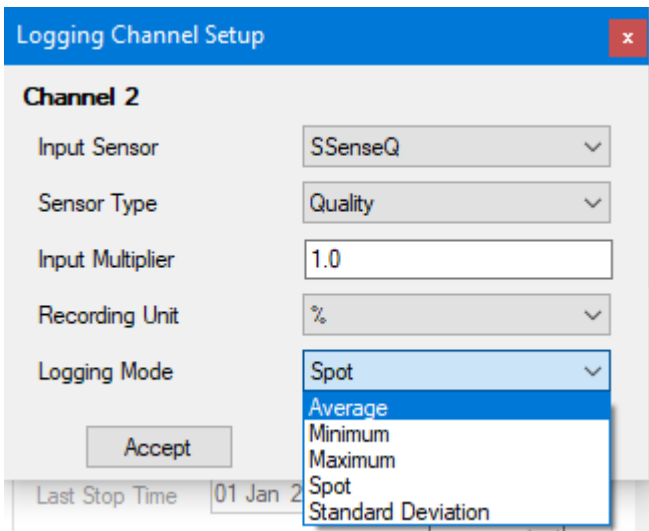 Logging Channel Setup x
Channel 2
Input Sensor SSenseQ
Sensor Type Quality
Input Multiplier 1.0
Recording Unit %
Logging Mode Spot
Average
Minimum
Maximum
Spot
Standard Deviation
Accept
Last Stop Time 01 Jan 2